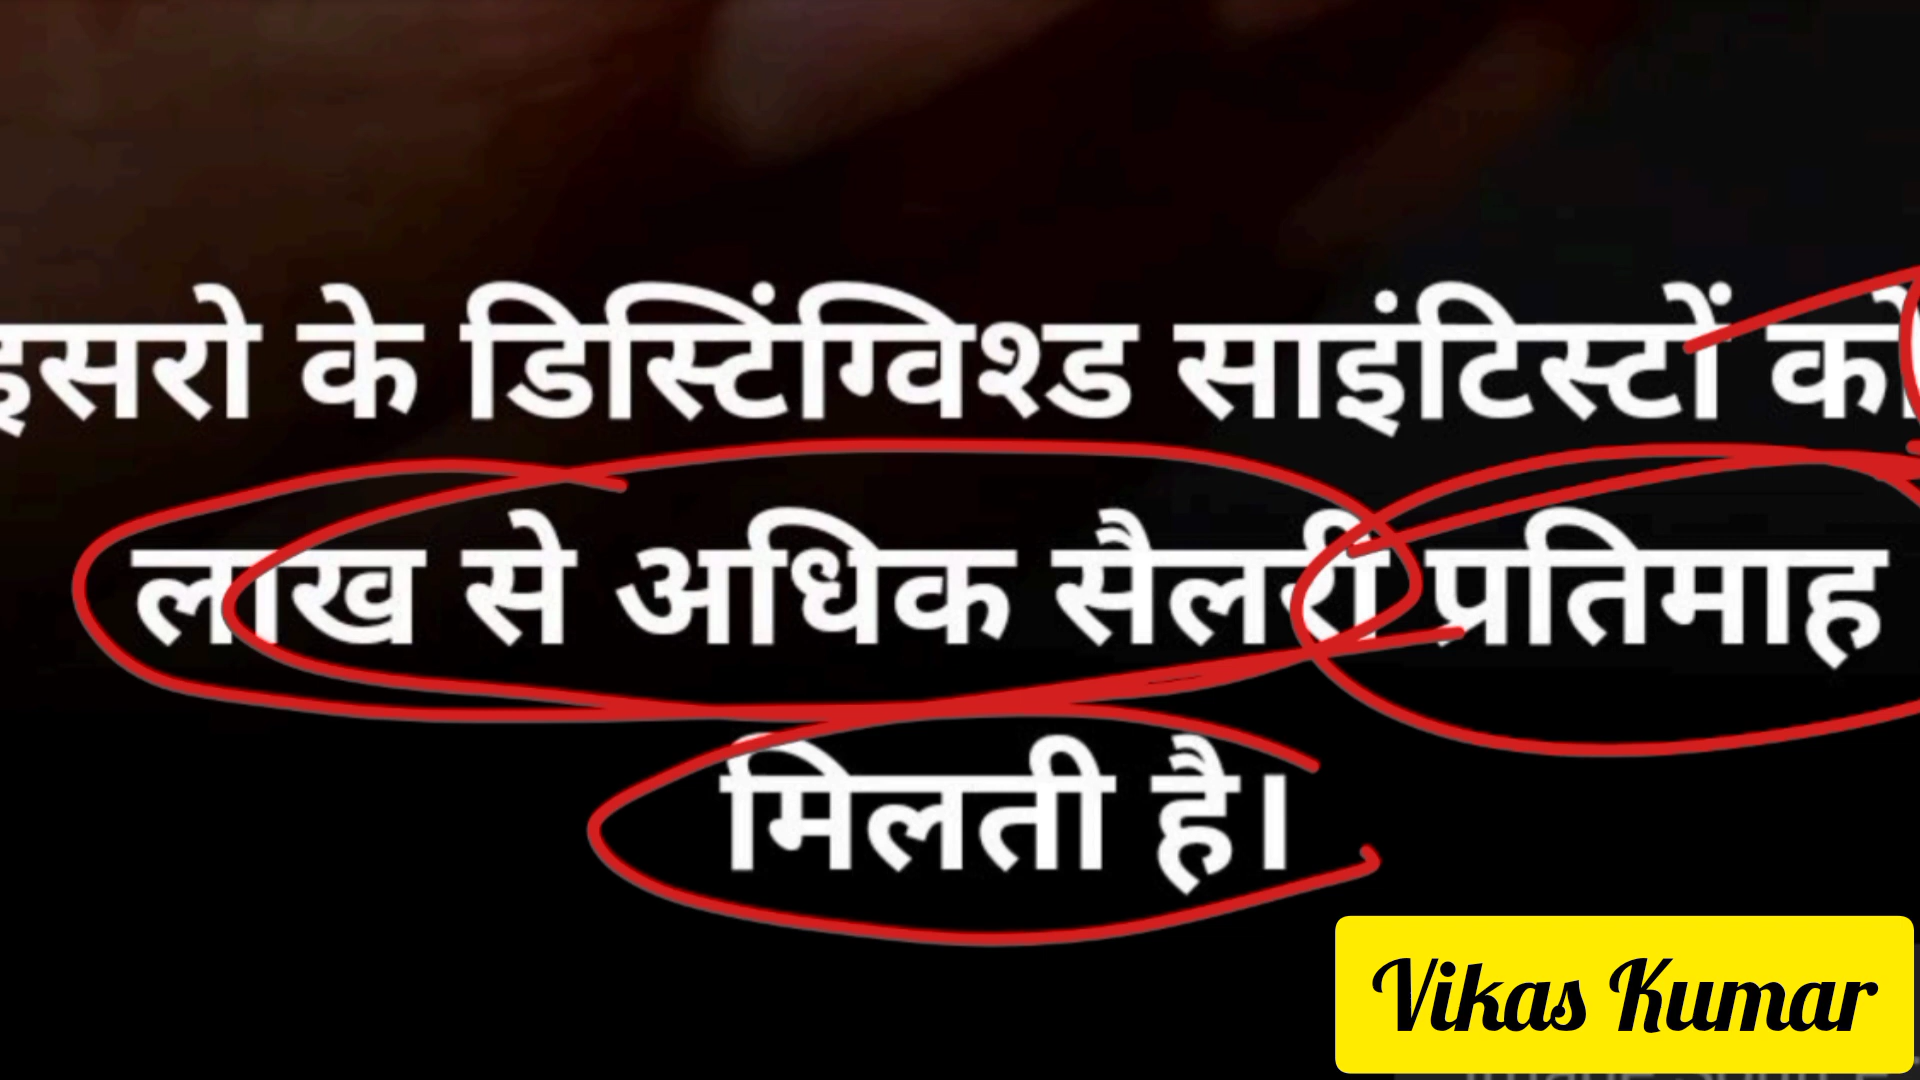 इसरो के डिस्टिंग्विश्ड साइंटिस्टों को
लाख से अधिक सैलरी प्रतिमाह
मिलती है।
Vikas Kumar